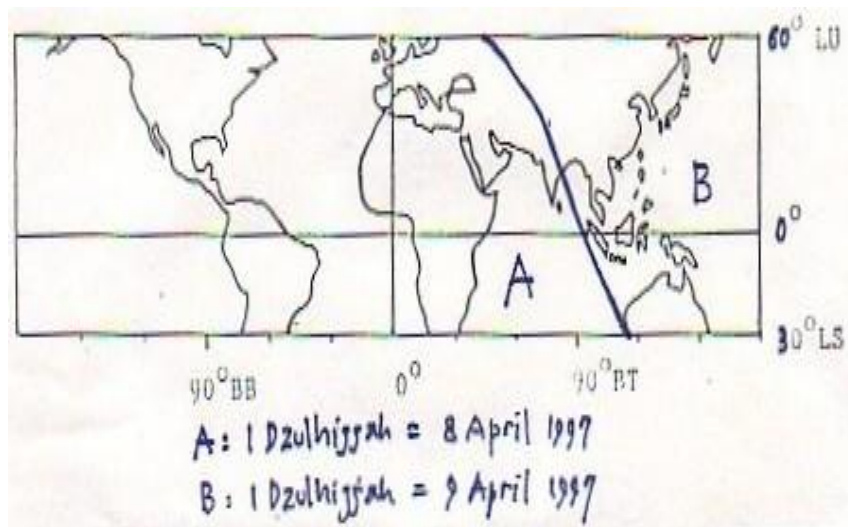 60° LU
B
0°
A
30°LS
90°BB 0° 90°BT
A: 1 Dzulhijjah = 8 April 1997
B: 1 Dzulhijjah = 9 April 1997